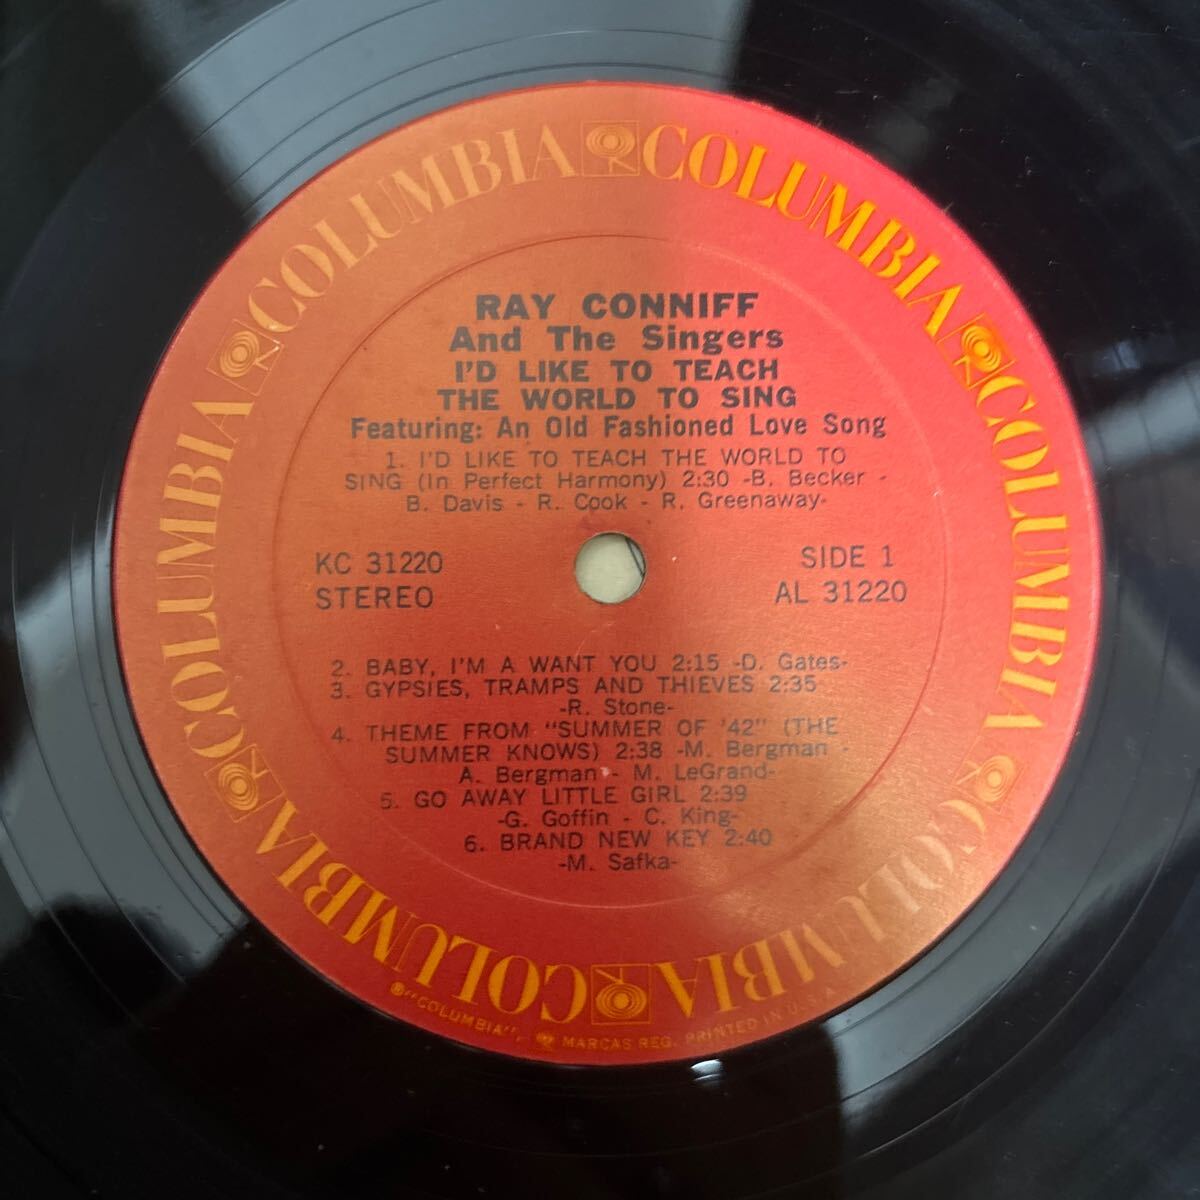 COLUMBIA COLUMBIA COLUMBIA COLUMBIA COLUMBIA COLUMBIA
RAY CONNIFF
And The Singers
I'D LIKE TO TEACH
THE WORLD TO SING
Featuring: An Old Fashioned Love Song
1. I'D LIKE TO TEACH THE WORLD TO
SING (In Perfect Harmony) 2:30 -B. Becker -
B. Davis - R. Cook - R. Greenaway-
KC 31220
STEREO
SIDE 1
AL 31220
2. BABY, I'M A WANT YOU 2:15 -D. Gates-
3. GYPSIES, TRAMPS AND THIEVES 2:35
-R. Stone-
4. THEME FROM "SUMMER OF '42" (THE
SUMMER KNOWS) 2:38 -M. Bergman -
A. Bergman - M. LeGrand-
5. GO AWAY LITTLE GIRL 2:39
-G. Goffin - C. King-
6. BRAND NEW KEY 2:40
-M. Safka-
®"COLUMBIA", MARCAS REG. PRINTED IN U.S.A.